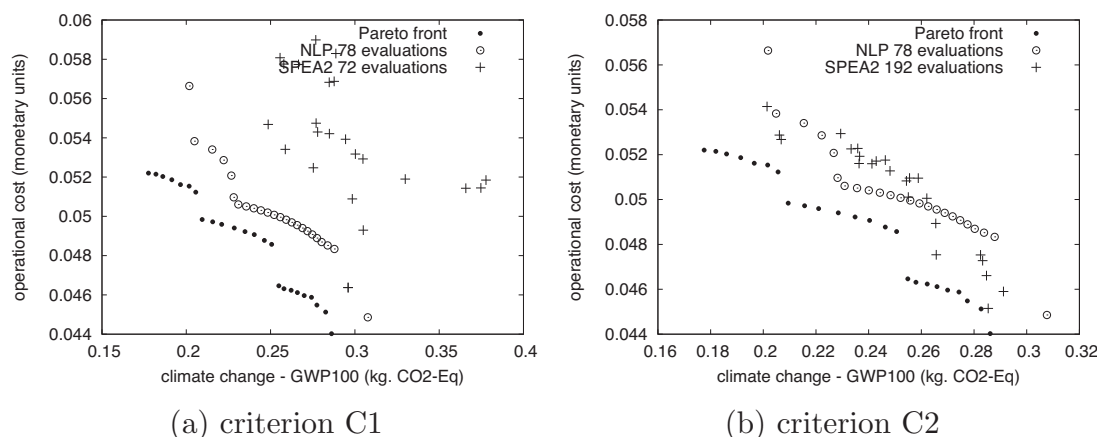 0.058
0.056
0.054
0.052
0.05
0.048
0.046
0.044
operational cost (monetary units)
0.15 0.2 0.25 0.3 0.35 0.4
climate change - GWP100 (kg. CO2-Eq)
Pareto front
NLP 78 evaluations
SPEA2 72 evaluations
(a) criterion C1
0.058
0.056
0.054
0.052
0.05
0.048
0.046
0.044
operational cost (monetary units)
0.16 0.18 0.2 0.22 0.24 0.26 0.28 0.3 0.32
climate change - GWP100 (kg. CO2-Eq)
Pareto front
NLP 78 evaluations
SPEA2 192 evaluations
(b) criterion C2